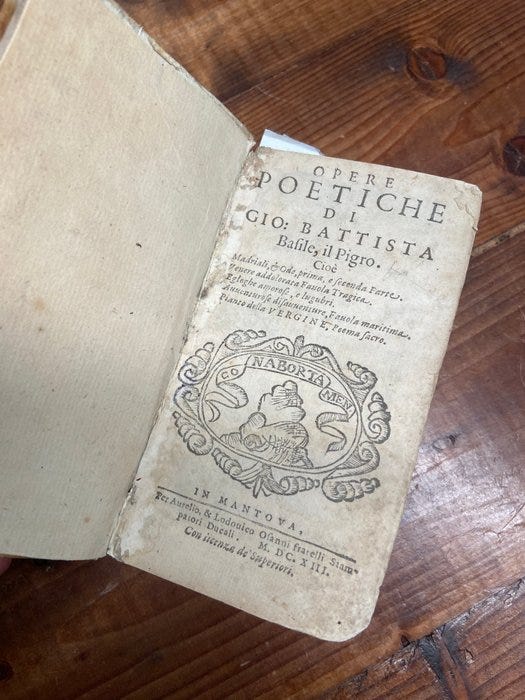 OPERE
POETICHE
DI
GIO: BATTISTA
Basile, il Pigro.
Cioè
Madriali, & Ode, prima, e seconda Parte.
Venere addolorata Fauola Tragica.
Egloghe amorose, e lugubri.
Auuenturose disauuenture, Fauola maritima.
Pianto della VERGINE, Poema sacro.
CO NABORTA MEN
IN MANTOVA,
Per Aurelio, & Lodouico Osanni fratelli Stam-
patori Ducali. M. DC. XIII.
Con licenza de' Superiori.